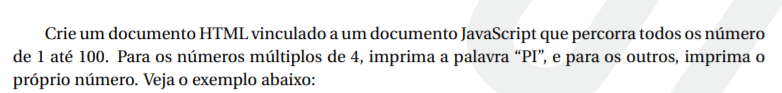 Crie um documento HTML vinculado a um documento JavaScript que percorra todos os número
de 1 até 100. Para os números múltiplos de 4, imprima a palavra “PI”, e para os outros, imprima o
próprio número. Veja o exemplo abaixo: